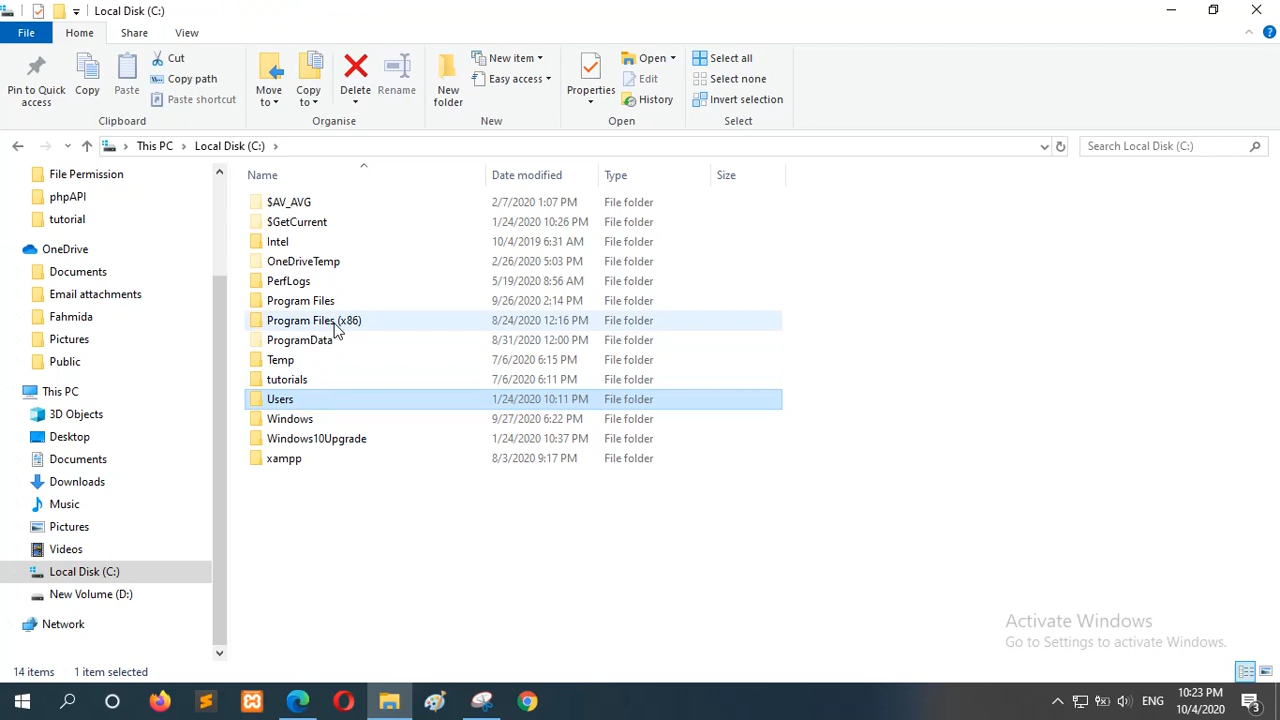 Local Disk (C:)
File Home Share View
Pin to Quick access
Copy
Paste
Cut
Copy path
Paste shortcut
Clipboard
Move to
Copy to
Delete
Rename
Organise
New folder
New item
Easy access
New
Properties
Open
Edit
History
Open
Select all
Select none
Invert selection
Select
This PC Local Disk (C:)
Search Local Disk (C:)
File Permission
phpAPI
tutorial
OneDrive
Documents
Email attachments
Fahmida
Pictures
Public
This PC
3D Objects
Desktop
Documents
Downloads
Music
Pictures
Videos
Local Disk (C:)
New Volume (D:)
Network
Name Date modified Type Size
$AV_AVG 2/7/2020 1:07 PM File folder
$GetCurrent 1/24/2020 10:26 PM File folder
Intel 10/4/2019 6:31 AM File folder
OneDriveTemp 2/26/2020 5:03 PM File folder
PerfLogs 5/19/2020 8:56 AM File folder
Program Files 9/26/2020 2:14 PM File folder
Program Files (x86) 8/24/2020 12:16 PM File folder
ProgramData 8/31/2020 12:00 PM File folder
Temp 7/6/2020 6:15 PM File folder
tutorials 7/6/2020 6:11 PM File folder
Users 1/24/2020 10:11 PM File folder
Windows 9/27/2020 6:22 PM File folder
Windows10Upgrade 1/24/2020 10:37 PM File folder
xampp 8/3/2020 9:17 PM File folder
Activate Windows
Go to Settings to activate Windows.
14 items 1 item selected
ENG
10:23 PM
10/4/2020
3